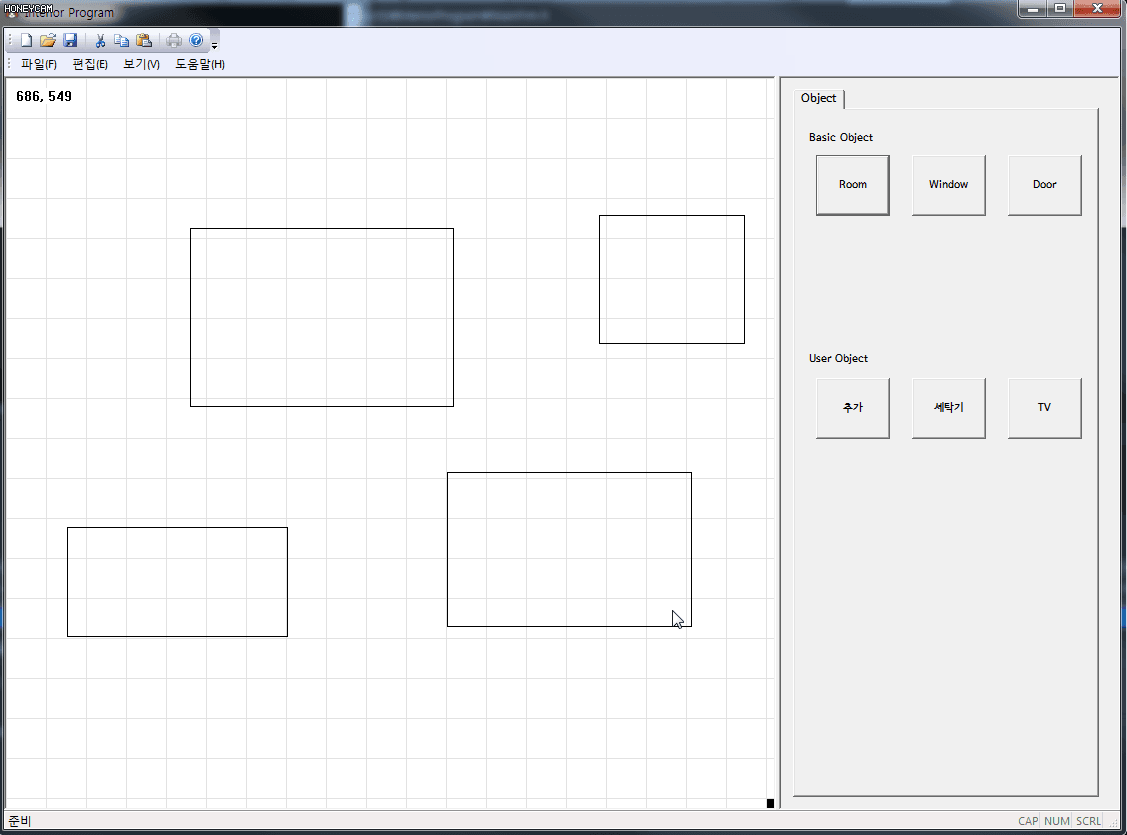 HONEYCAM
Interior Program
파일(F) 편집(E) 보기(V) 도움말(H)
686, 549
Object
Basic Object
Room Window Door
User Object
추가 세탁기 TV
준비
CAP NUM SCRL